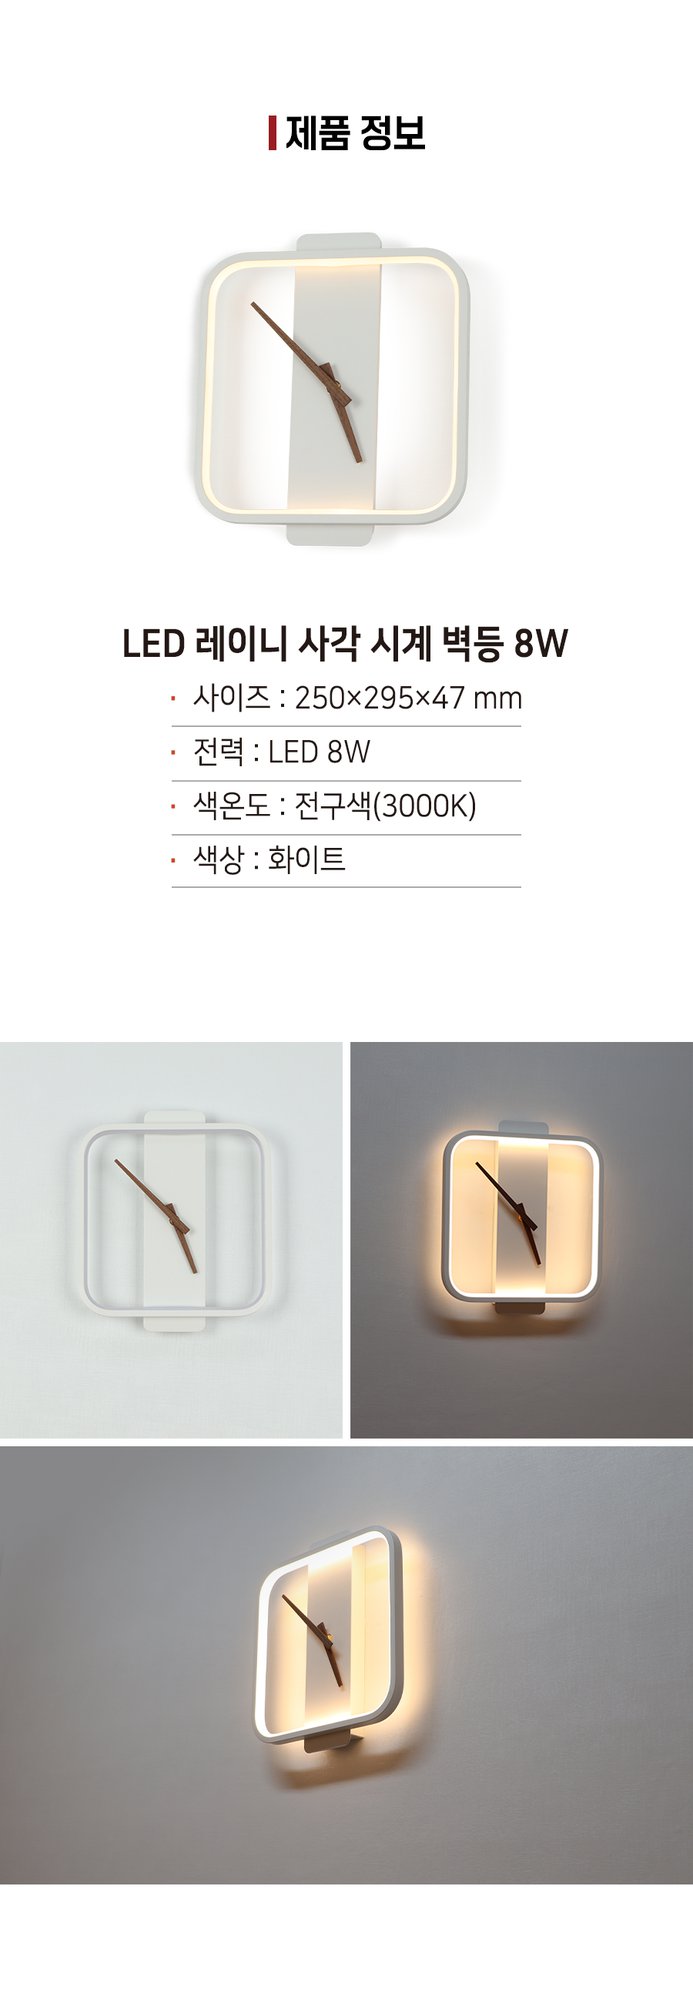 제품 정보
LED 레이니 사각 시계 벽등 8W
· 사이즈 : 250×295×47 mm
· 전력 : LED 8W
· 색온도 : 전구색(3000K)
· 색상 : 화이트